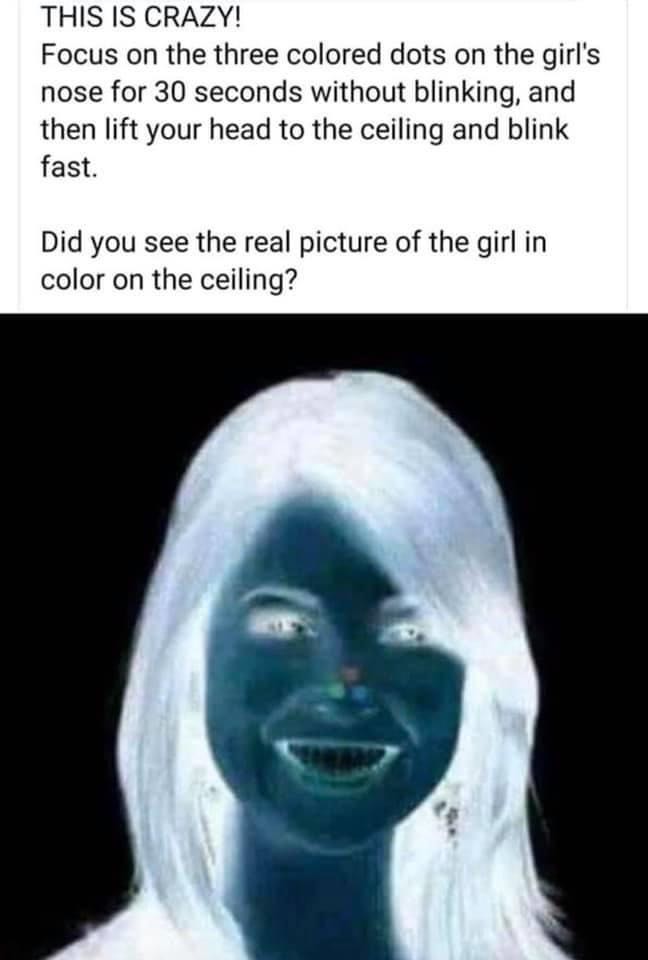 THIS IS CRAZY!
Focus on the three colored dots on the girl's
nose for 30 seconds without blinking, and
then lift your head to the ceiling and blink
fast.
Did you see the real picture of the girl in
color on the ceiling?